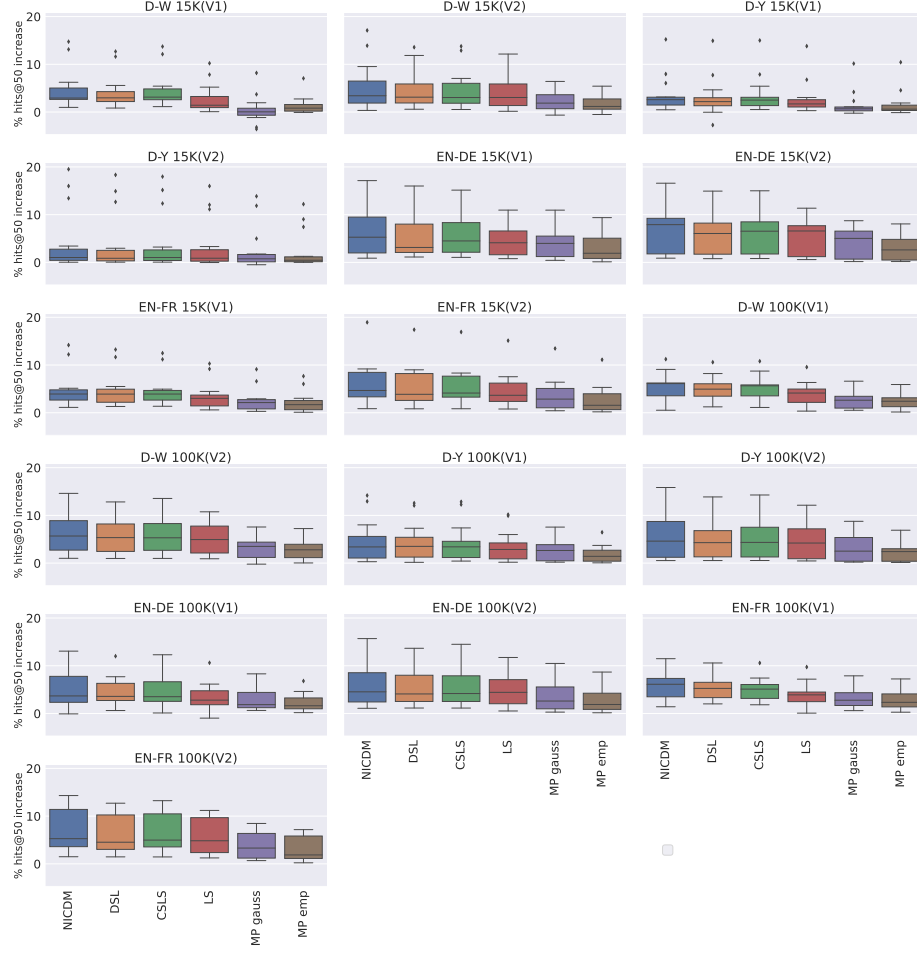 D-W 15K(V1)
D-W 15K(V2)
D-Y 15K(V1)
% hits@50 increase
20
10
0
D-Y 15K(V2)
EN-DE 15K(V1)
EN-DE 15K(V2)
% hits@50 increase
20
10
0
EN-FR 15K(V1)
EN-FR 15K(V2)
D-W 100K(V1)
% hits@50 increase
20
10
0
D-W 100K(V2)
D-Y 100K(V1)
D-Y 100K(V2)
% hits@50 increase
20
10
0
EN-DE 100K(V1)
EN-DE 100K(V2)
EN-FR 100K(V1)
% hits@50 increase
20
10
0
NICDM
DSL
CSLS
LS
MP gauss
MP emp
NICDM
DSL
CSLS
LS
MP gauss
MP emp
EN-FR 100K(V2)
% hits@50 increase
20
10
0
NICDM
DSL
CSLS
LS
MP gauss
MP emp